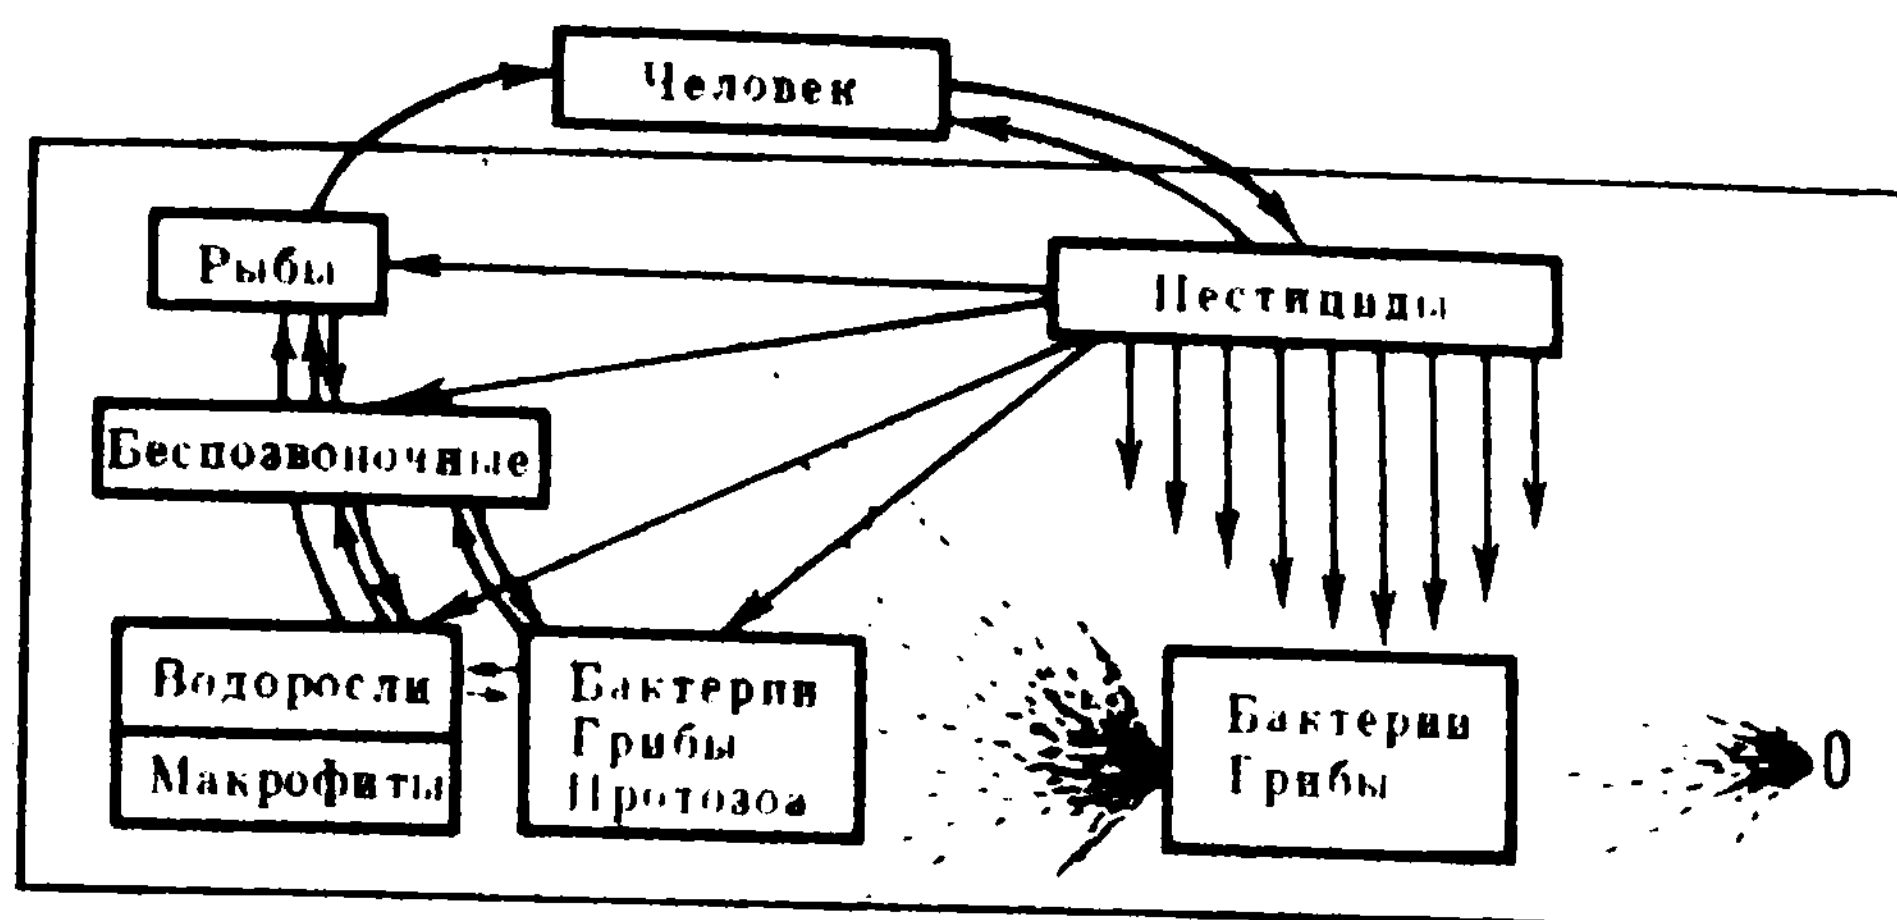 Человек
Рыбы
Пестициды
Беспозвоночные
Водоросли
Макрофиты
Бактерии
Грибы
Протозоа
Бактерии
Грибы
0